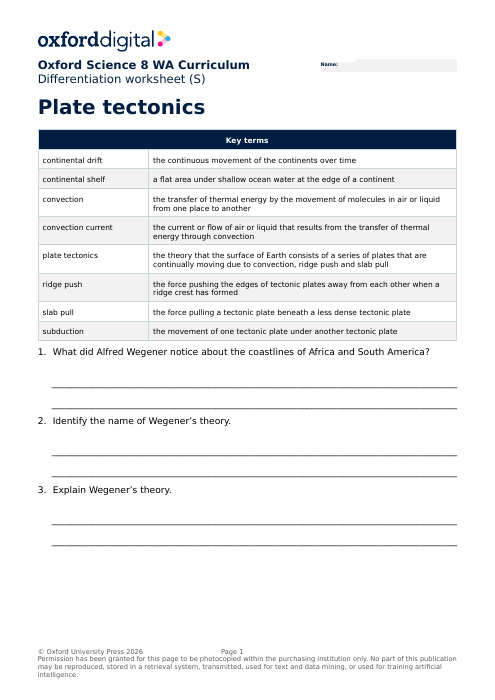 oxforddigital
Oxford Science 8 WA Curriculum
Name:
Differentiation worksheet (S)
Plate tectonics
Key terms
continental drift the continuous movement of the continents over time
continental shelf a flat area under shallow ocean water at the edge of a continent
convection the transfer of thermal energy by the movement of molecules in air or liquid
from one place to another
convection current the current or flow of air or liquid that results from the transfer of thermal
energy through convection
plate tectonics the theory that the surface of Earth consists of a series of plates that are
continually moving due to convection, ridge push and slab pull
ridge push the force pushing the edges of tectonic plates away from each other when a
ridge crest has formed
slab pull the force pulling a tectonic plate beneath a less dense tectonic plate
subduction the movement of one tectonic plate under another tectonic plate
1. What did Alfred Wegener notice about the coastlines of Africa and South America?
2. Identify the name of Wegener's theory.
3. Explain Wegener's theory.
© Oxford University Press 2026 Page 1
Permission has been granted for this page to be photocopied within the purchasing institution only. No part of this publication
may be reproduced, stored in a retrieval system, transmitted, used for text and data mining, or used for training artificial
intelligence.